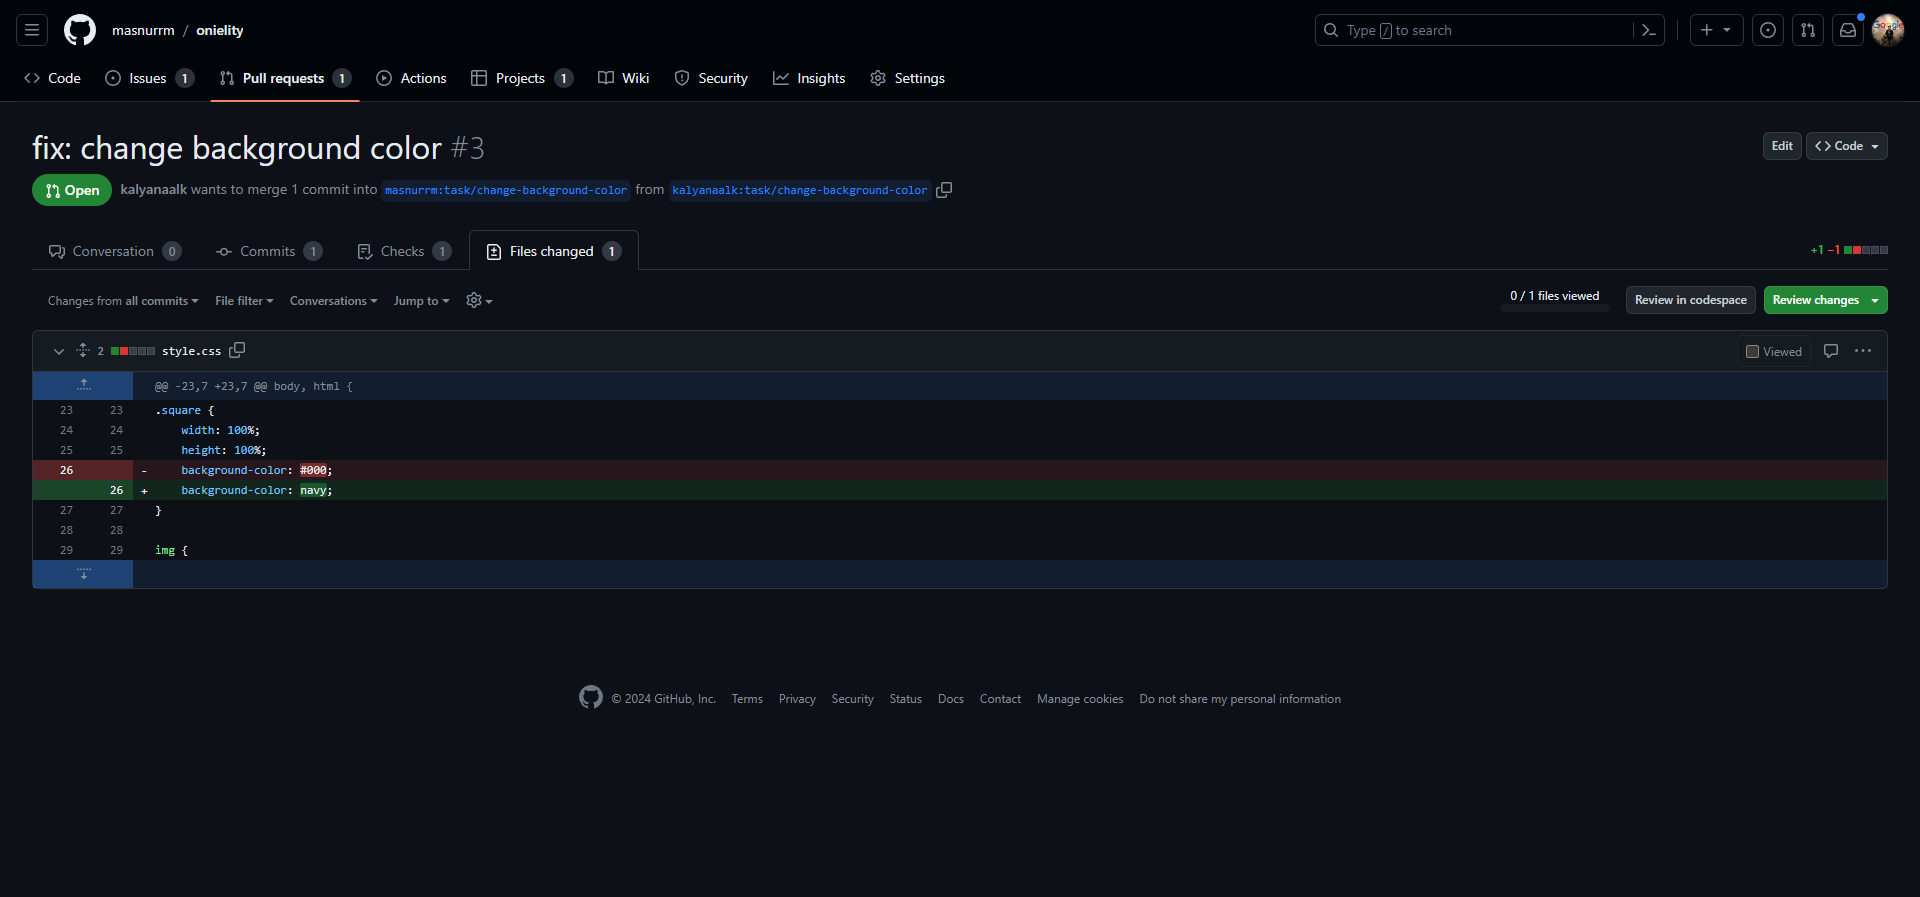 masnurrm / onielity
Type / to search
Code Issues 1 Pull requests 1 Actions Projects 1 Wiki Security Insights Settings
fix: change background color #3
Edit <> Code
Open kalyanaalk wants to merge 1 commit into masnurrm:task/change-background-color from kalyanaalk:task/change-background-color
Conversation 0 Commits 1 Checks 1 Files changed 1
+1 −1
Changes from all commits File filter Conversations Jump to
0 / 1 files viewed Review in codespace Review changes
2 style.css
Viewed
@@ -23,7 +23,7 @@ body, html {
23 23 .square {
24 24 width: 100%;
25 25 height: 100%;
26 - background-color: #000;
26 + background-color: navy;
27 27 }
28 28
29 29 img {
© 2024 GitHub, Inc. Terms Privacy Security Status Docs Contact Manage cookies Do not share my personal information